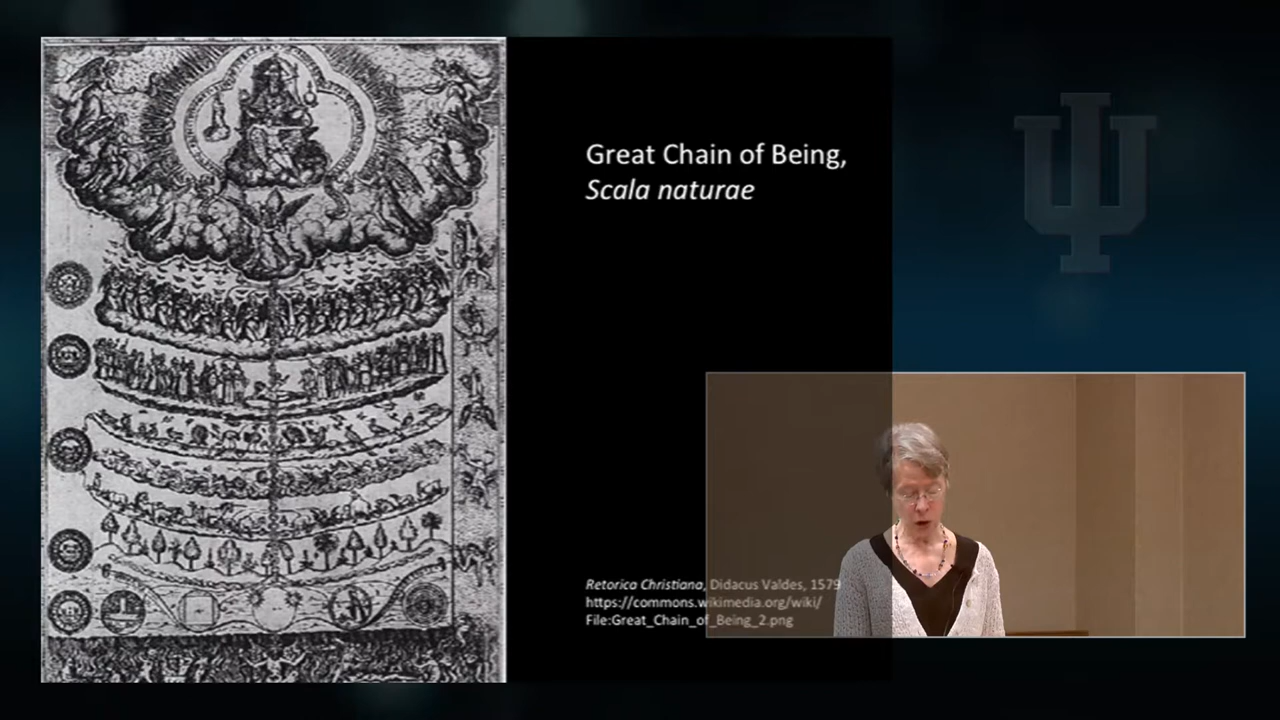 Great Chain of Being,
Scala naturae
Retorica Christiana, Didacus Valdes, 1579
https://commons.wikimedia.org/wiki/
File:Great_Chain_of_Being_2.png